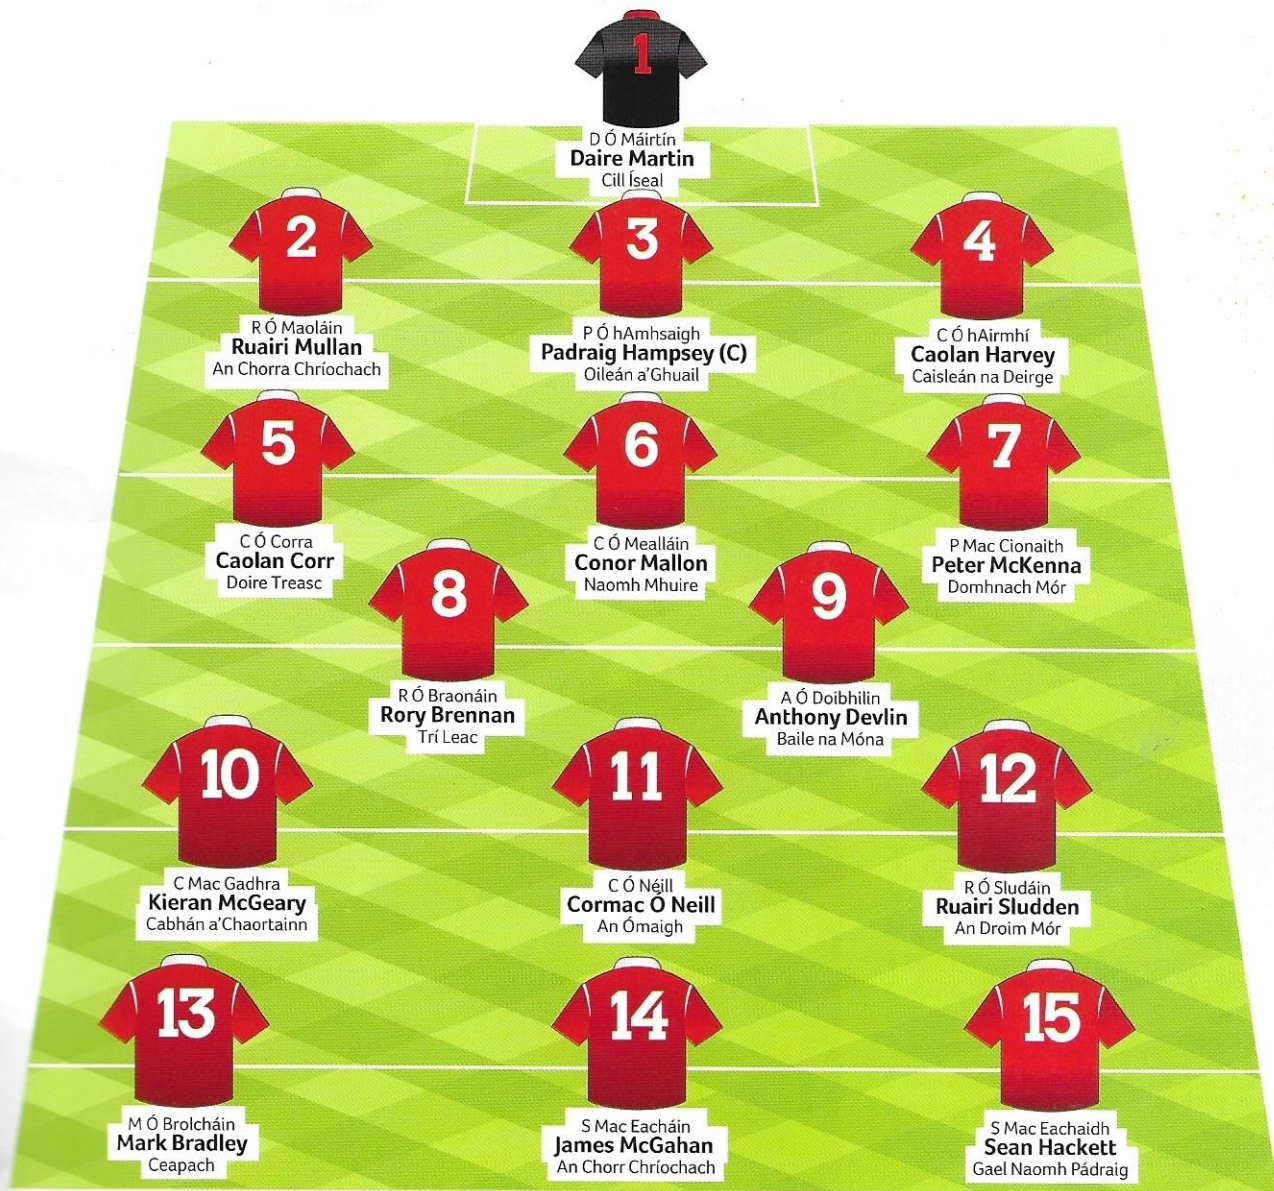 1
D Ó Máirtín
Daire Martin
Cill Íseal
2
R Ó Maoláin
Ruairi Mullan
An Chorra Chríochach
3
P Ó hAmhsaigh
Padraig Hampsey (C)
Oileán a'Ghuail
4
C Ó hAirmhí
Caolan Harvey
Caisleán na Deirge
5
C Ó Corra
Caolan Corr
Doire Treasc
6
C Ó Mealláin
Conor Mallon
Naomh Mhuire
7
P Mac Cionaith
Peter McKenna
Domhnach Mór
8
R Ó Braonáin
Rory Brennan
Trí Leac
9
A Ó Doibhilin
Anthony Devlin
Baile na Móna
10
C Mac Gadhra
Kieran McGeary
Cabhán a'Chaortainn
11
C Ó Néill
Cormac Ó Neill
An Ómaigh
12
R Ó Sludáin
Ruairi Sludden
An Droim Mór
13
M Ó Brolcháin
Mark Bradley
Ceapach
14
S Mac Eacháin
James McGahan
An Chorr Chríochach
15
S Mac Eachaidh
Sean Hackett
Gael Naomh Pádraig